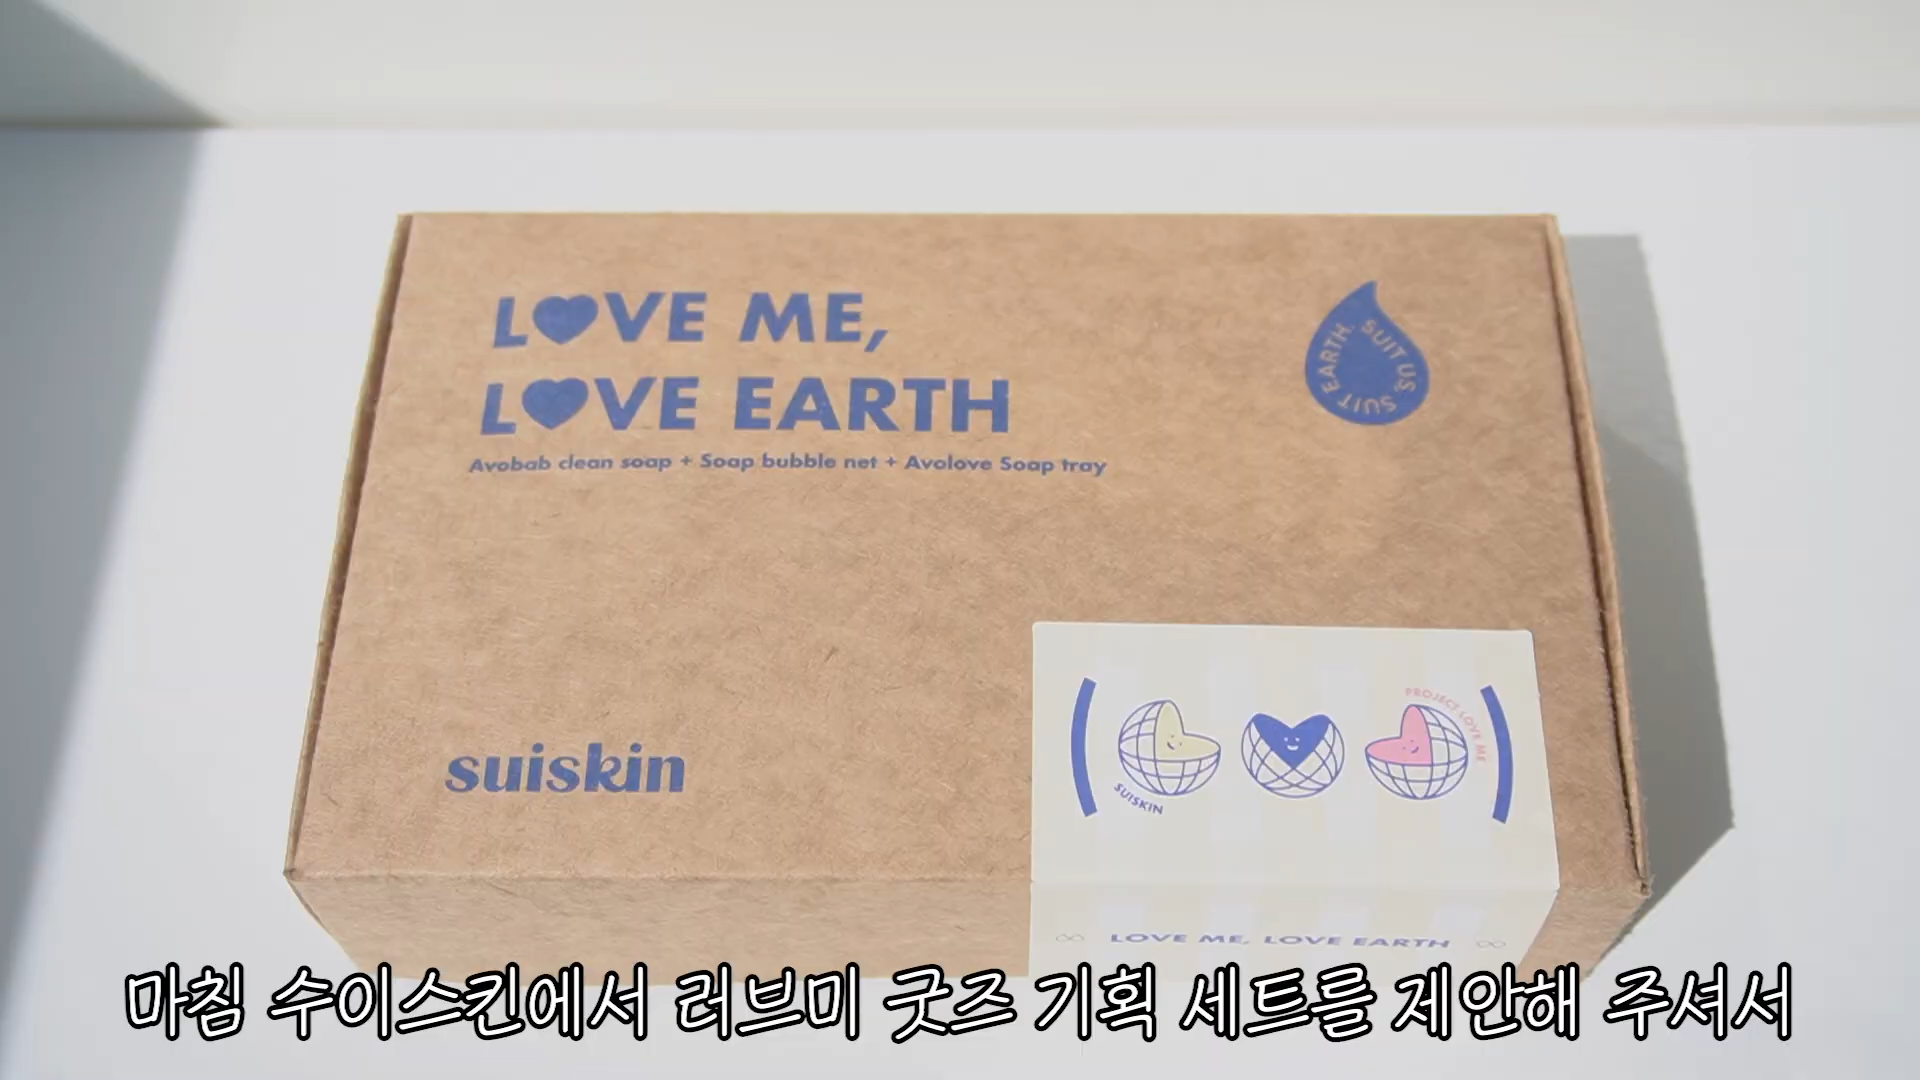 L♥VE ME,
L♥VE EARTH
Avobab clean soap + Soap bubble net + Avolove Soap tray
SUIT US, SUIT EARTH.
suiskin
SUISKIN
PROJECT LOVE ME
LOVE ME, LOVE EARTH
마침 수이스킨에서 러브미 굿즈 기획 세트를 제안해 주셔서